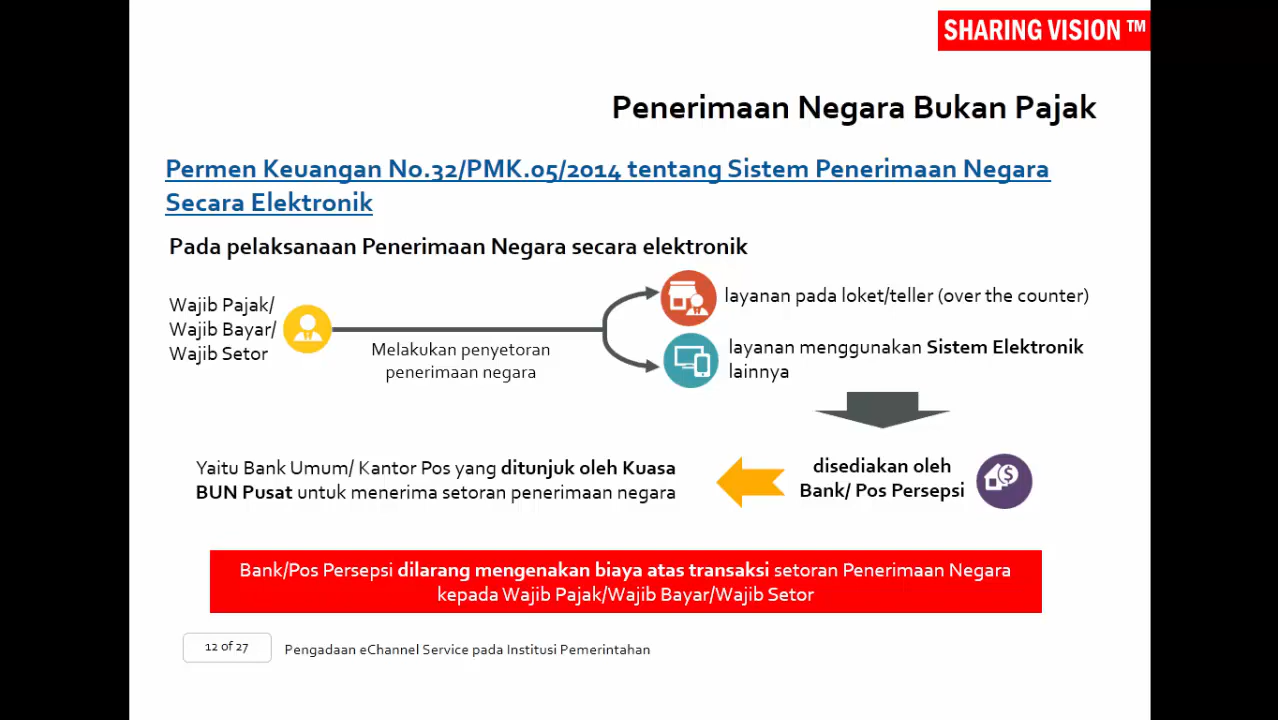 SHARING VISION ™
Penerimaan Negara Bukan Pajak
Permen Keuangan No.32/PMK.05/2014 tentang Sistem Penerimaan Negara
Secara Elektronik
Pada pelaksanaan Penerimaan Negara secara elektronik
Wajib Pajak/
Wajib Bayar/
Wajib Setor
Melakukan penyetoran
penerimaan negara
layanan pada loket/teller (over the counter)
layanan menggunakan Sistem Elektronik
lainnya
disediakan oleh
Bank/ Pos Persepsi
Yaitu Bank Umum/ Kantor Pos yang ditunjuk oleh Kuasa
BUN Pusat untuk menerima setoran penerimaan negara
Bank/Pos Persepsi dilarang mengenakan biaya atas transaksi setoran Penerimaan Negara
kepada Wajib Pajak/Wajib Bayar/Wajib Setor
12 of 27
Pengadaan eChannel Service pada Institusi Pemerintahan